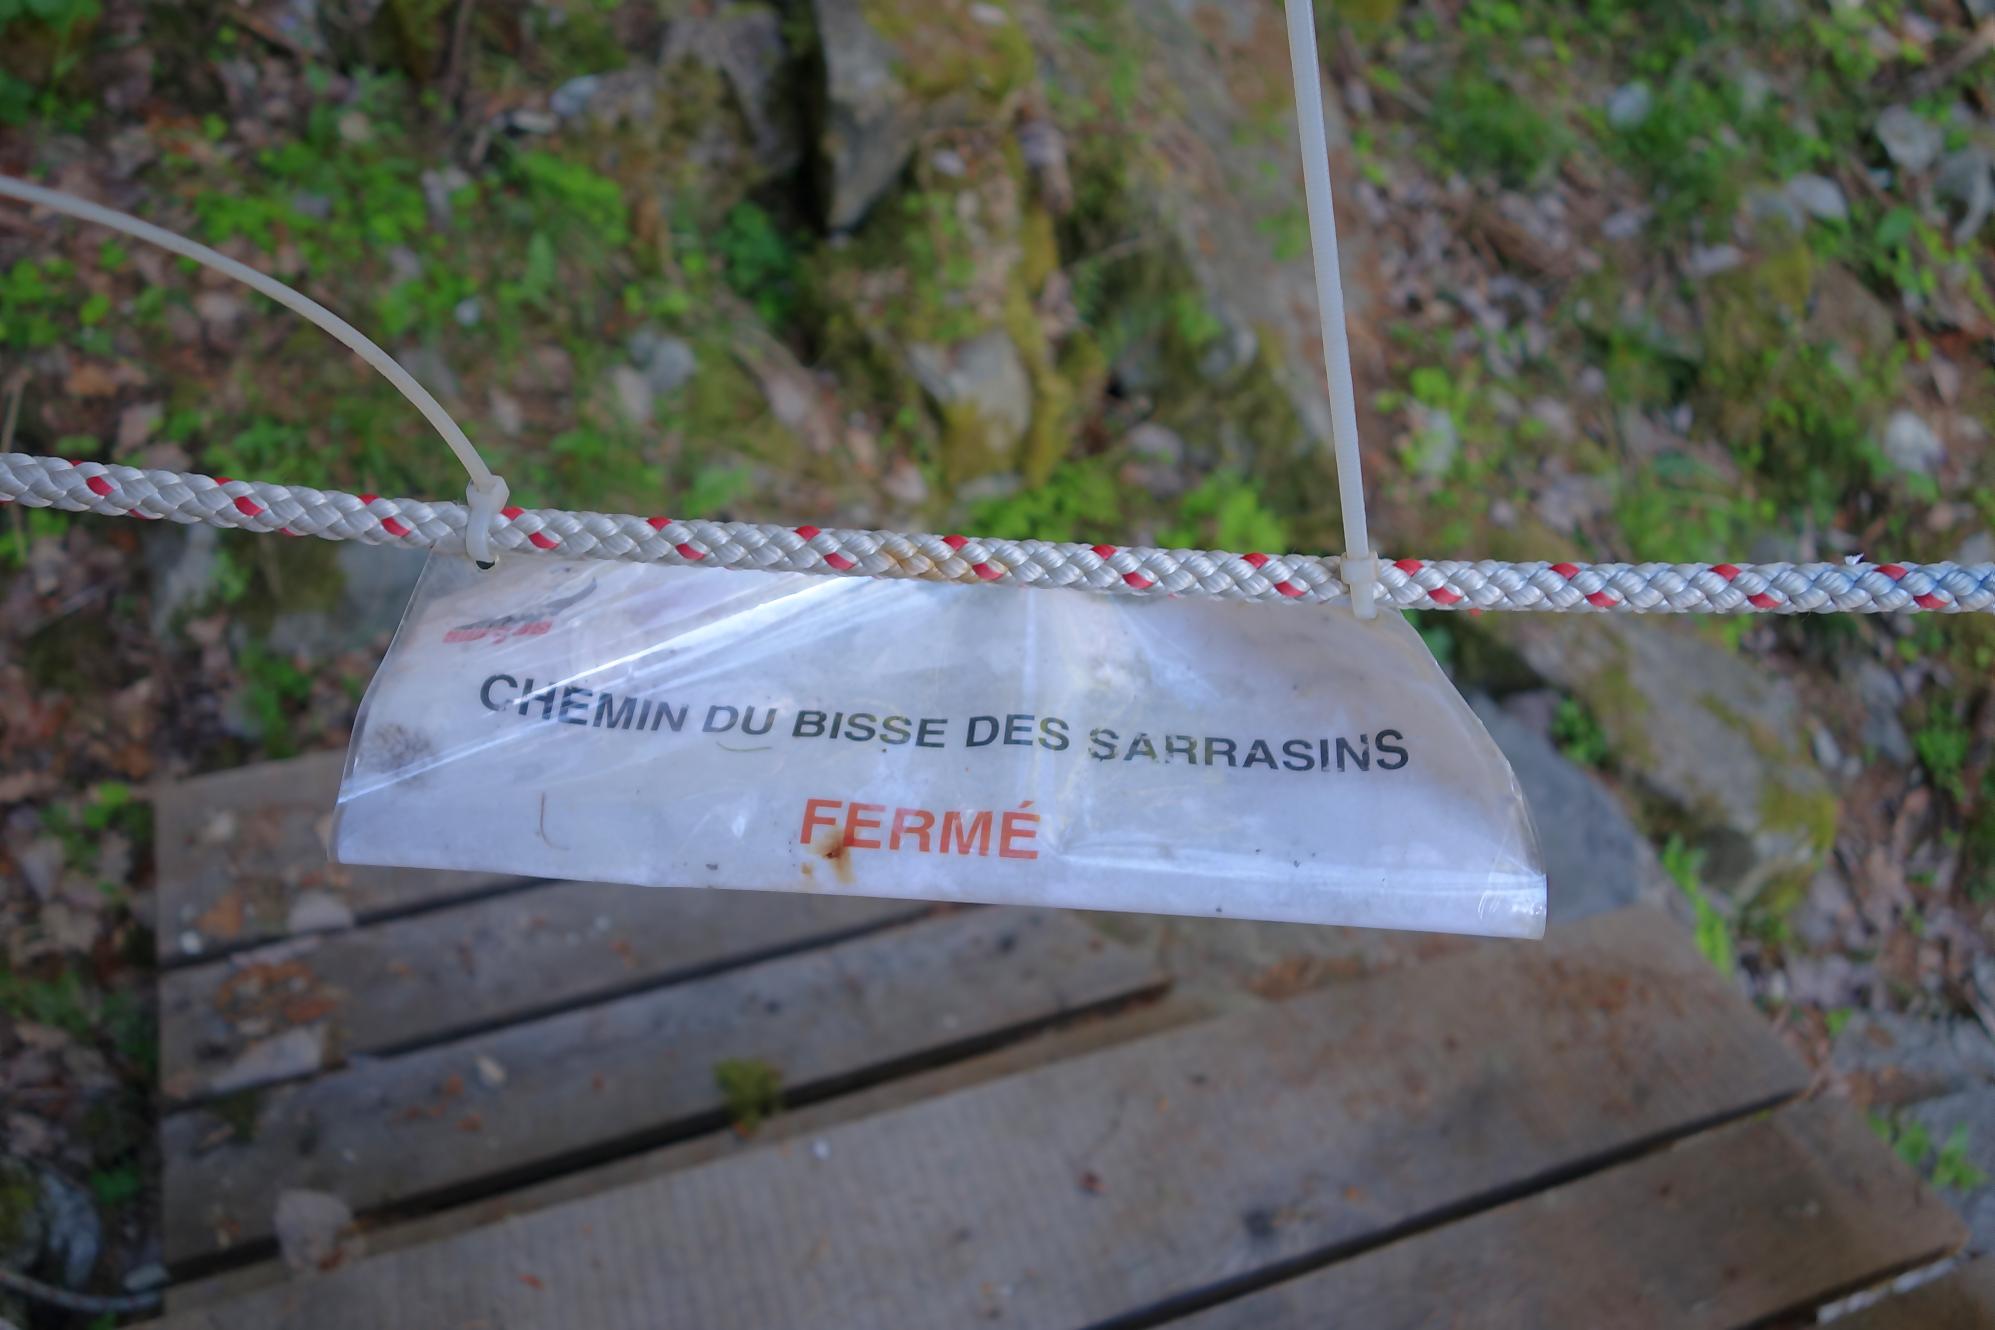 CHEMIN DU BISSE DES SARRASINS
FERMÉ